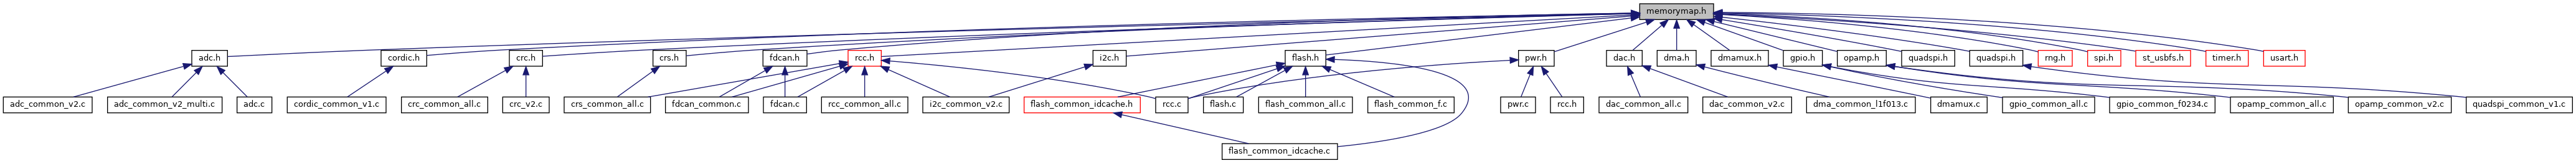 memorymap.h
adc.h
cordic.h
crc.h
crs.h
fdcan.h
rcc.h
i2c.h
flash.h
pwr.h
dac.h
dma.h
dmamux.h
gpio.h
opamp.h
quadspi.h
quadspi.h
rng.h
spi.h
st_usbfs.h
timer.h
usart.h
adc_common_v2.c
adc_common_v2_multi.c
adc.c
cordic_common_v1.c
crc_common_all.c
crc_v2.c
crs_common_all.c
fdcan_common.c
fdcan.c
rcc_common_all.c
i2c_common_v2.c
flash_common_idcache.h
rcc.c
flash.c
flash_common_all.c
flash_common_f.c
pwr.c
rcc.h
dac_common_all.c
dac_common_v2.c
dma_common_l1f013.c
dmamux.c
gpio_common_all.c
gpio_common_f0234.c
opamp_common_all.c
opamp_common_v2.c
quadspi_common_v1.c
flash_common_idcache.c